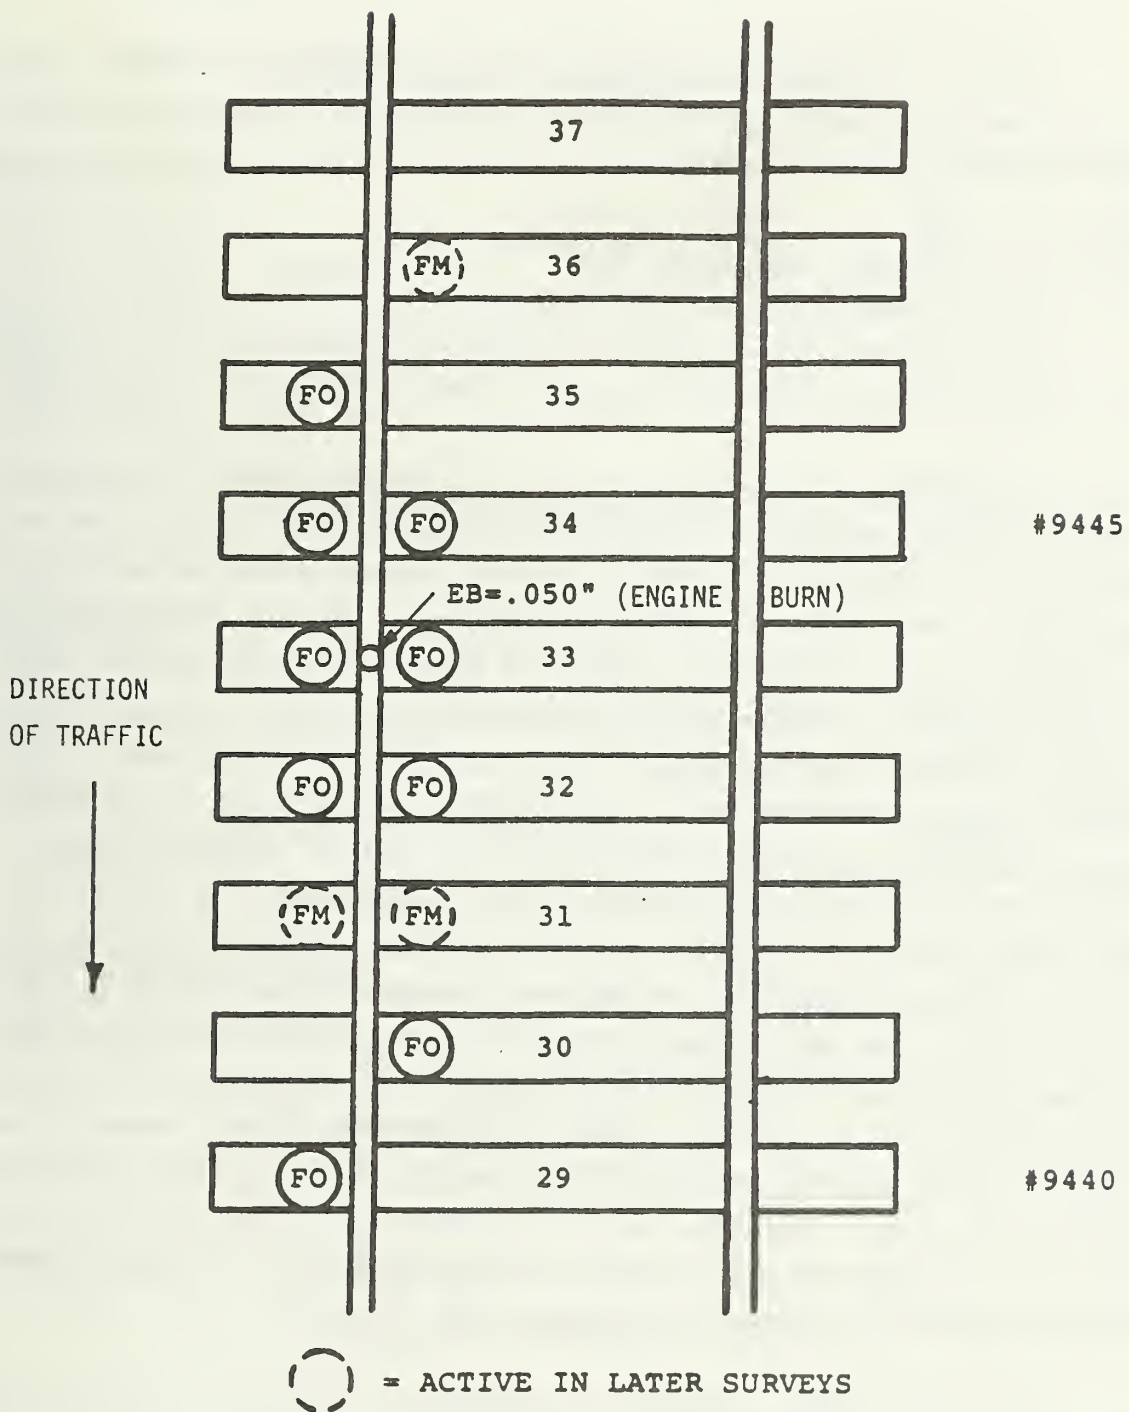 37
FM 36
FO 35
FO FO 34 #9445
EB=.050" (ENGINE BURN)
FO FO 33
DIRECTION
OF TRAFFIC
FO FO 32
FM FM 31
FO 30
FO 29 #9440
= ACTIVE IN LATER SURVEYS